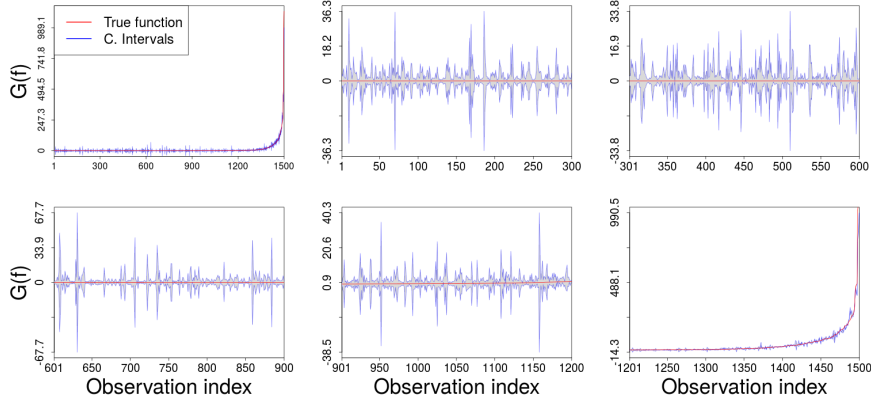 True function
C. Intervals
G(f)
0 247.3 494.5 741.8 989.1
1 300 600 900 1200 1500
-36.3 0 18.2 36.3
1 50 100 150 200 250 300
-33.8 0 16.9 33.8
301 350 400 450 500 550 600
G(f)
-67.7 0 33.9 67.7
601 650 700 750 800 850 900
Observation index
-38.5 0.9 20.6 40.3
901 950 1000 1050 1100 1150 1200
Observation index
-14.3 488.1 990.5
1201 1250 1300 1350 1400 1450 1500
Observation index